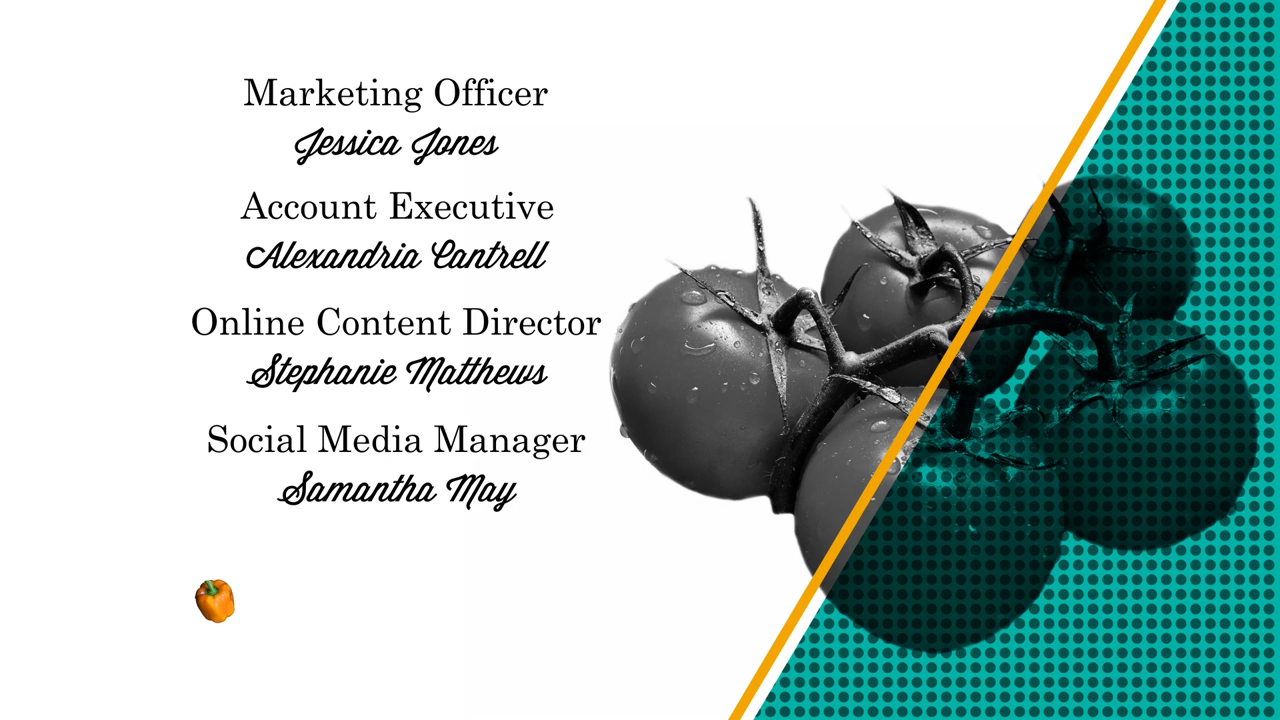 Marketing Officer
Jessica Jones
Account Executive
Alexandria Cantrell
Online Content Director
Stephanie Matthews
Social Media Manager
Samantha May